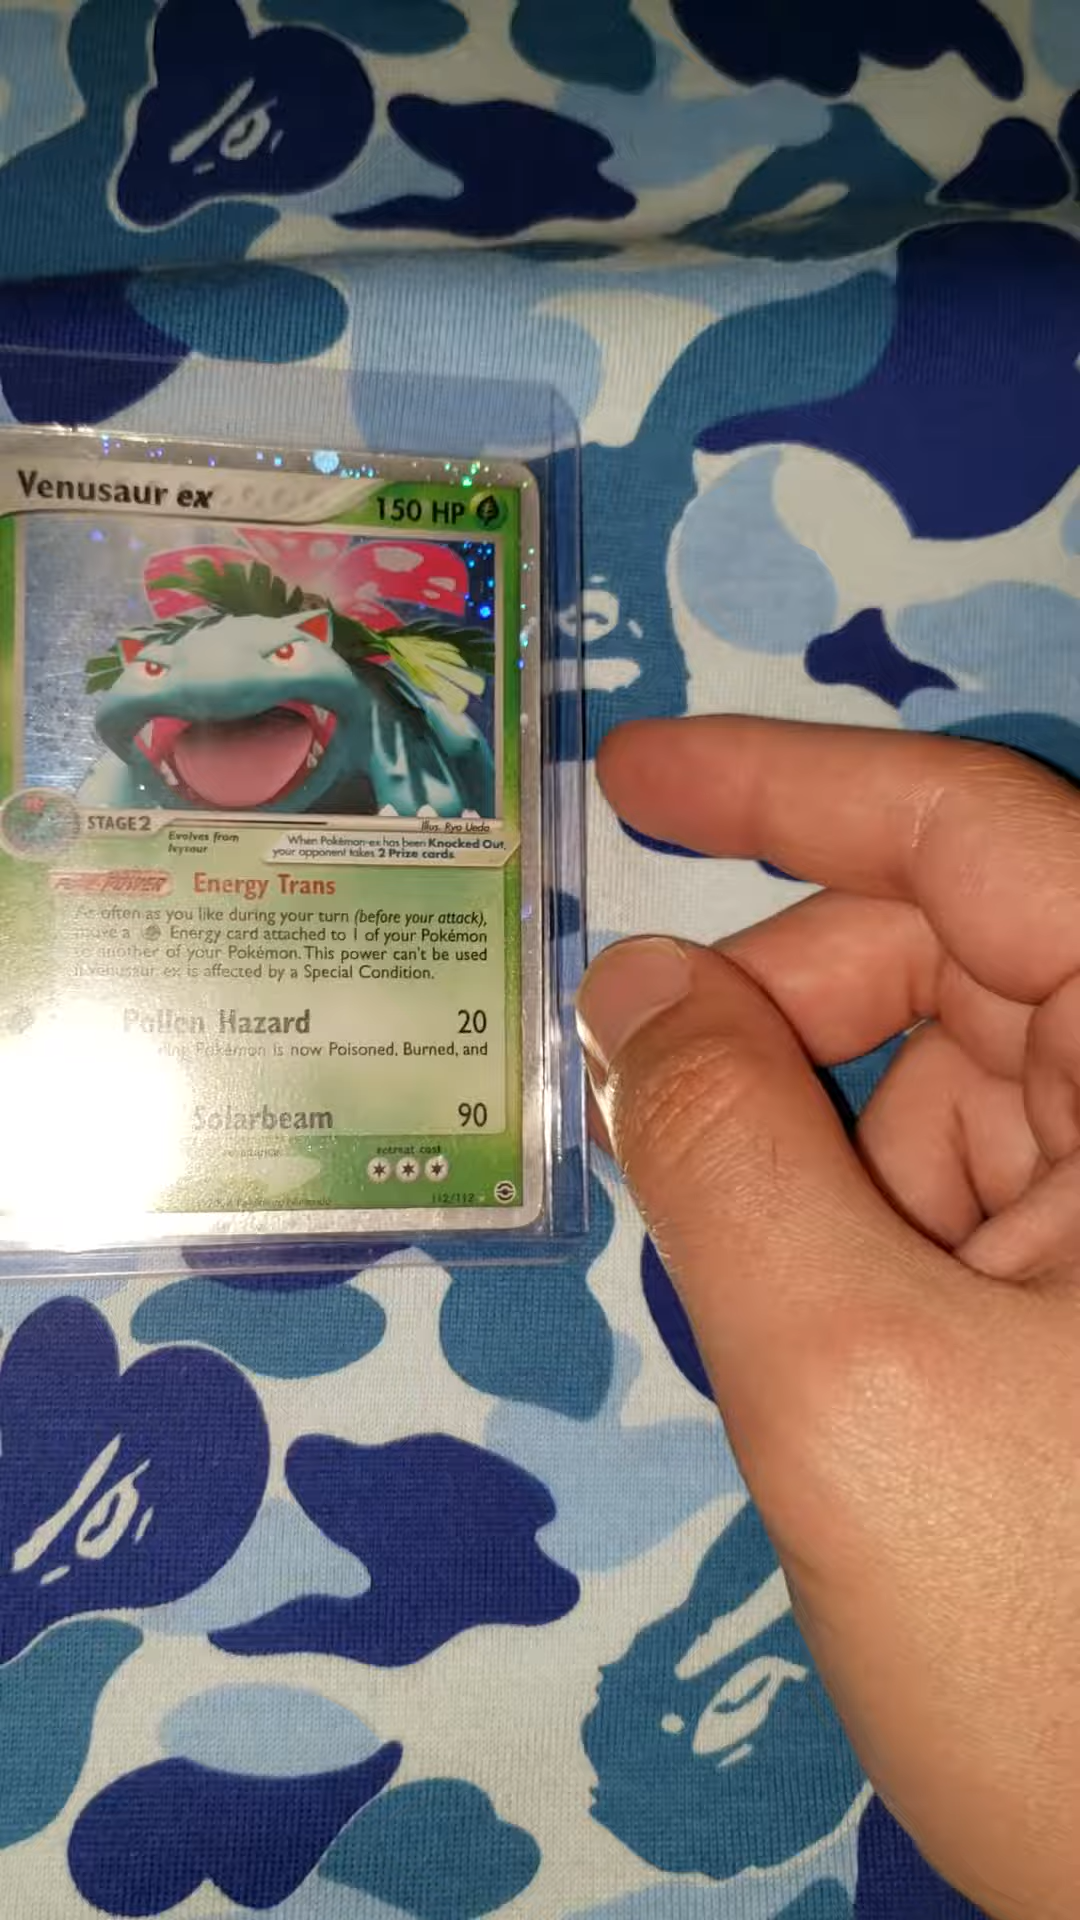 Venusaur ex
150 HP
STAGE2
Evolves from
Ivysaur
Illus. Ryo Ueda
When Pokémon-ex has been Knocked Out,
your opponent takes 2 Prize cards.
POKé-POWER Energy Trans
As often as you like during your turn (before your attack),
move a Energy card attached to 1 of your Pokémon
to another of your Pokémon. This power can't be used
if Venusaur ex is affected by a Special Condition.
Pollen Hazard 20
Pokémon is now Poisoned, Burned, and
Solarbeam 90
retreat cost
112/112